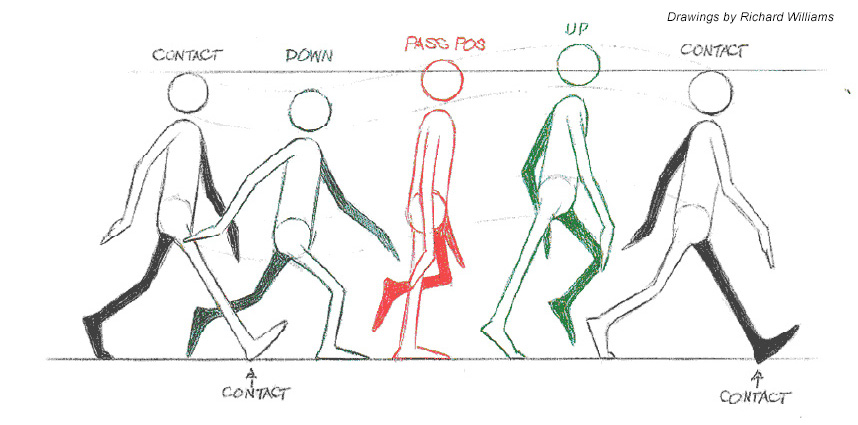 Drawings by Richard Williams
CONTACT
DOWN
PASS POS
UP
CONTACT
CONTACT
CONTACT